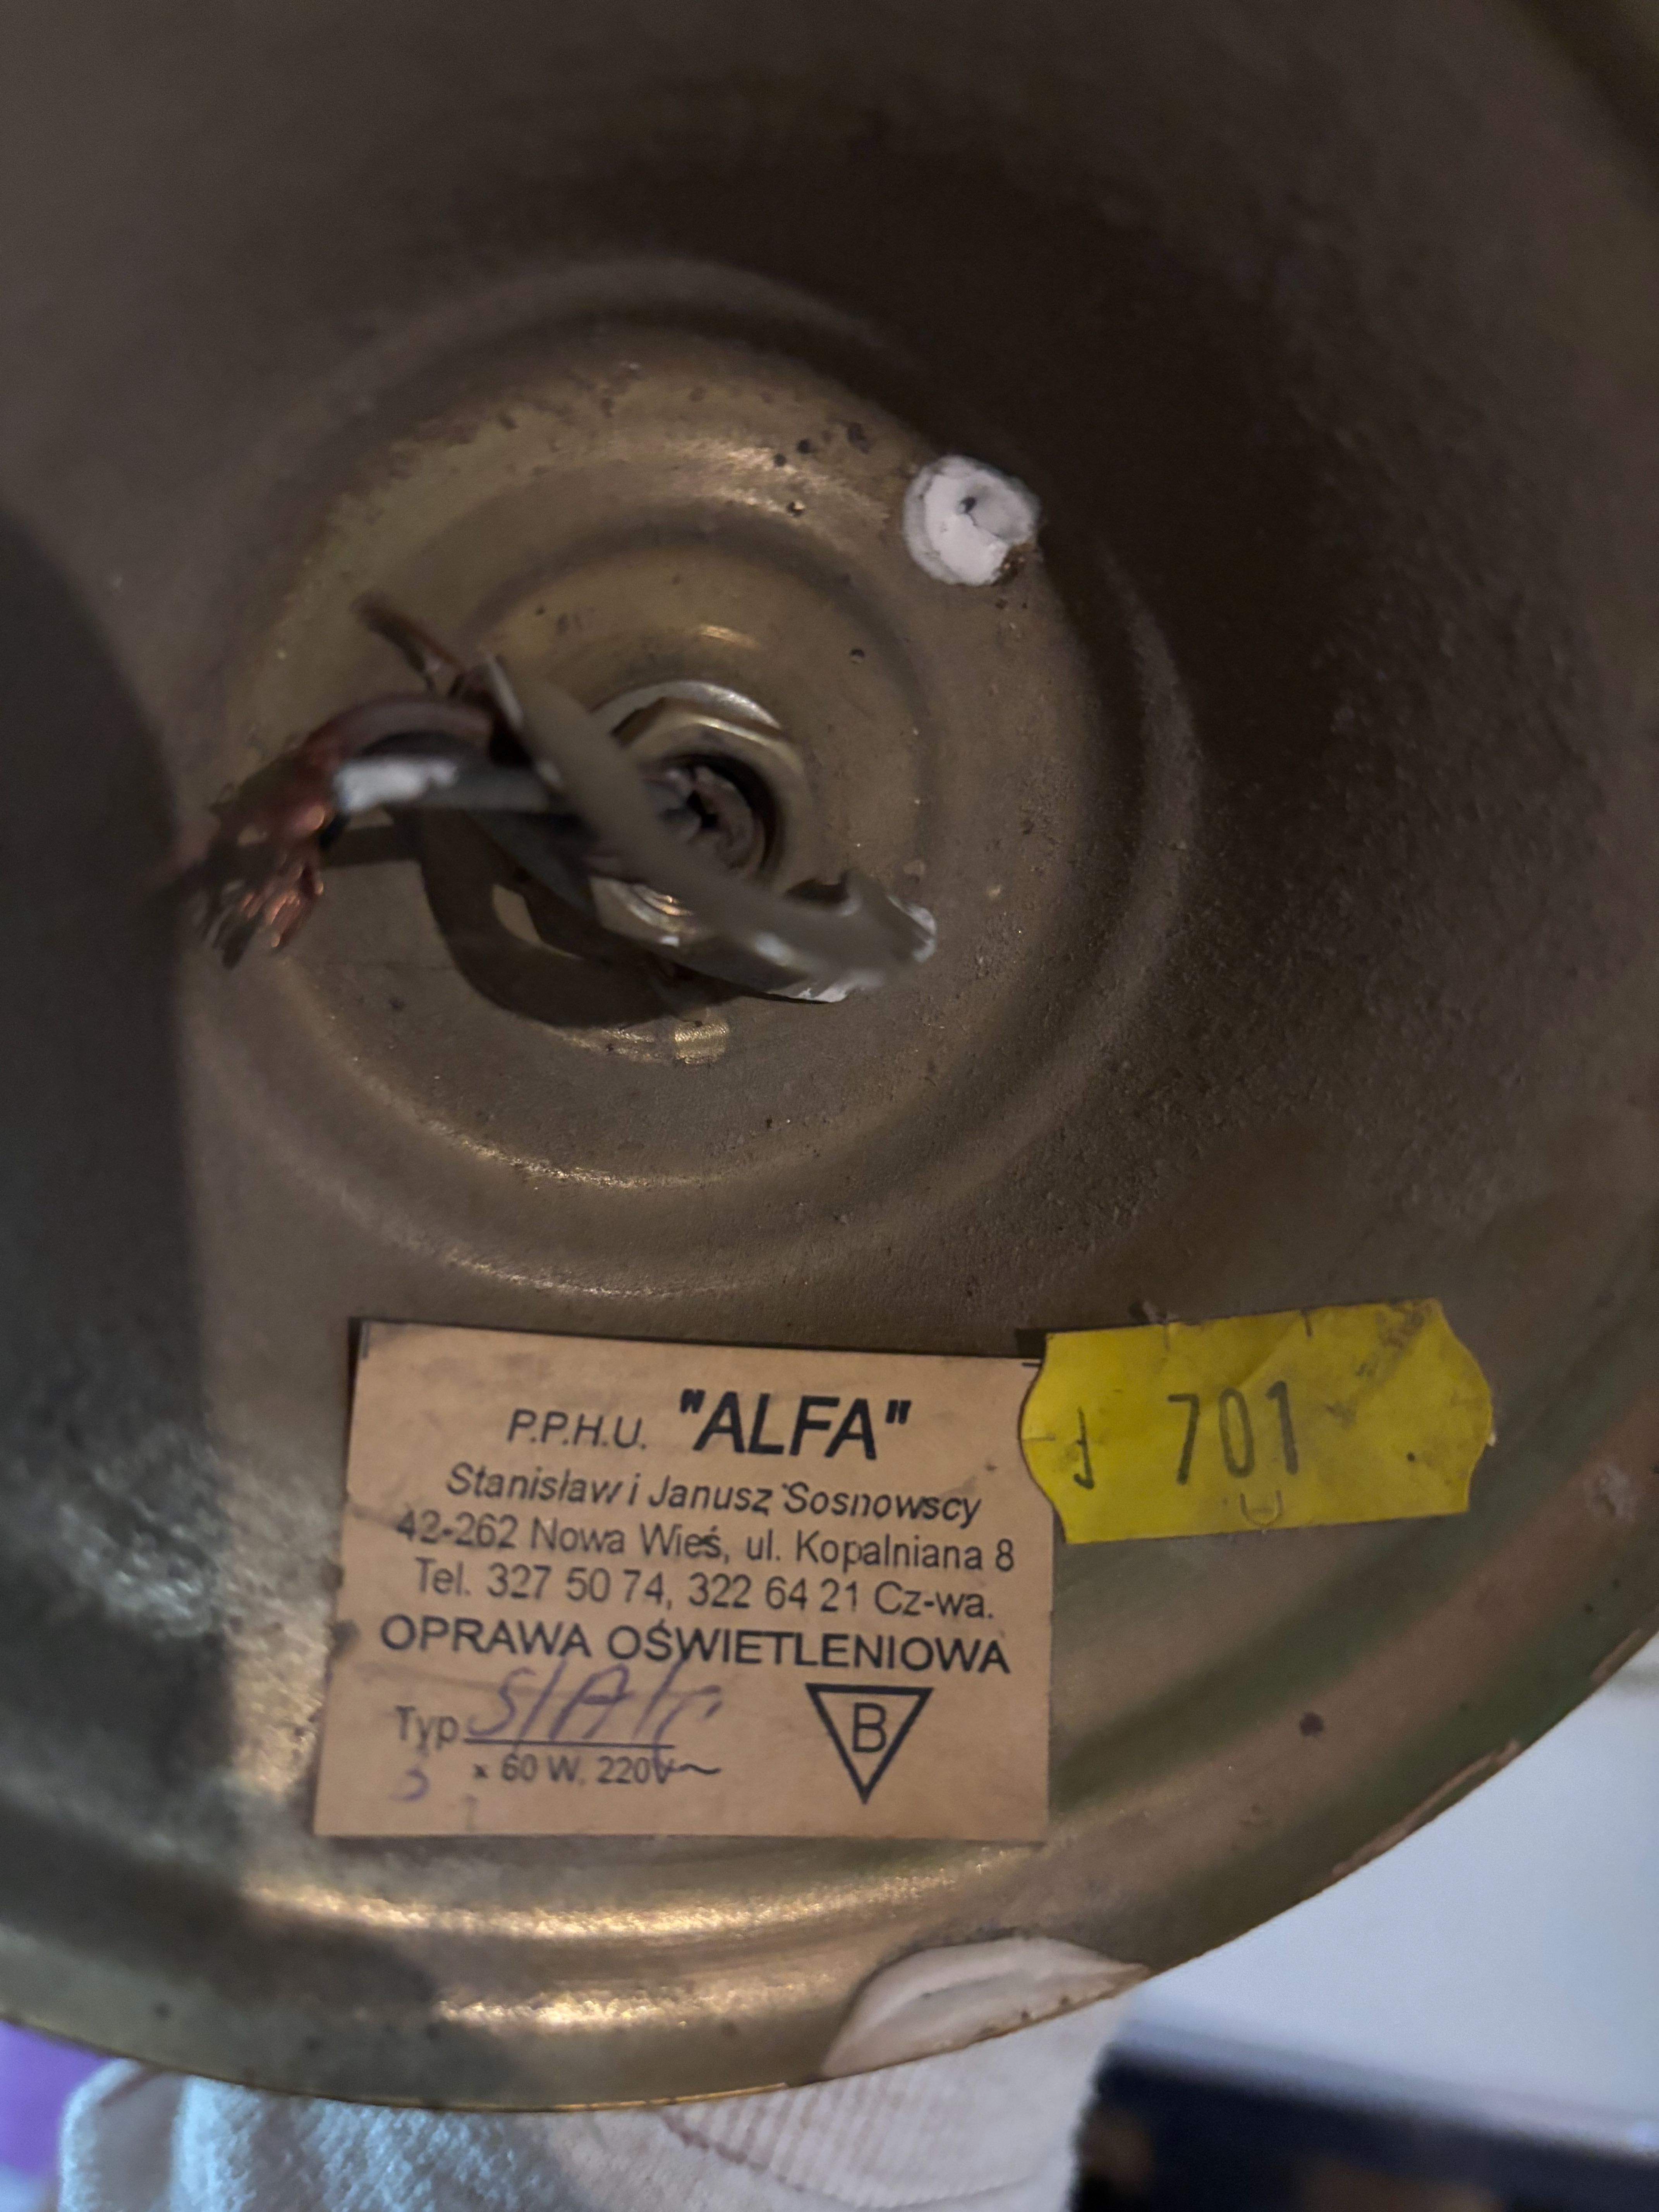 P.P.H.U. "ALFA"
Stanisław i Janusz Sosnowscy
42-262 Nowa Wieś, ul. Kopalniana 8
Tel. 327 50 74, 322 64 21 Cz-wa.
OPRAWA OŚWIETLENIOWA
Typ
x 60 W, 220V~
B
701